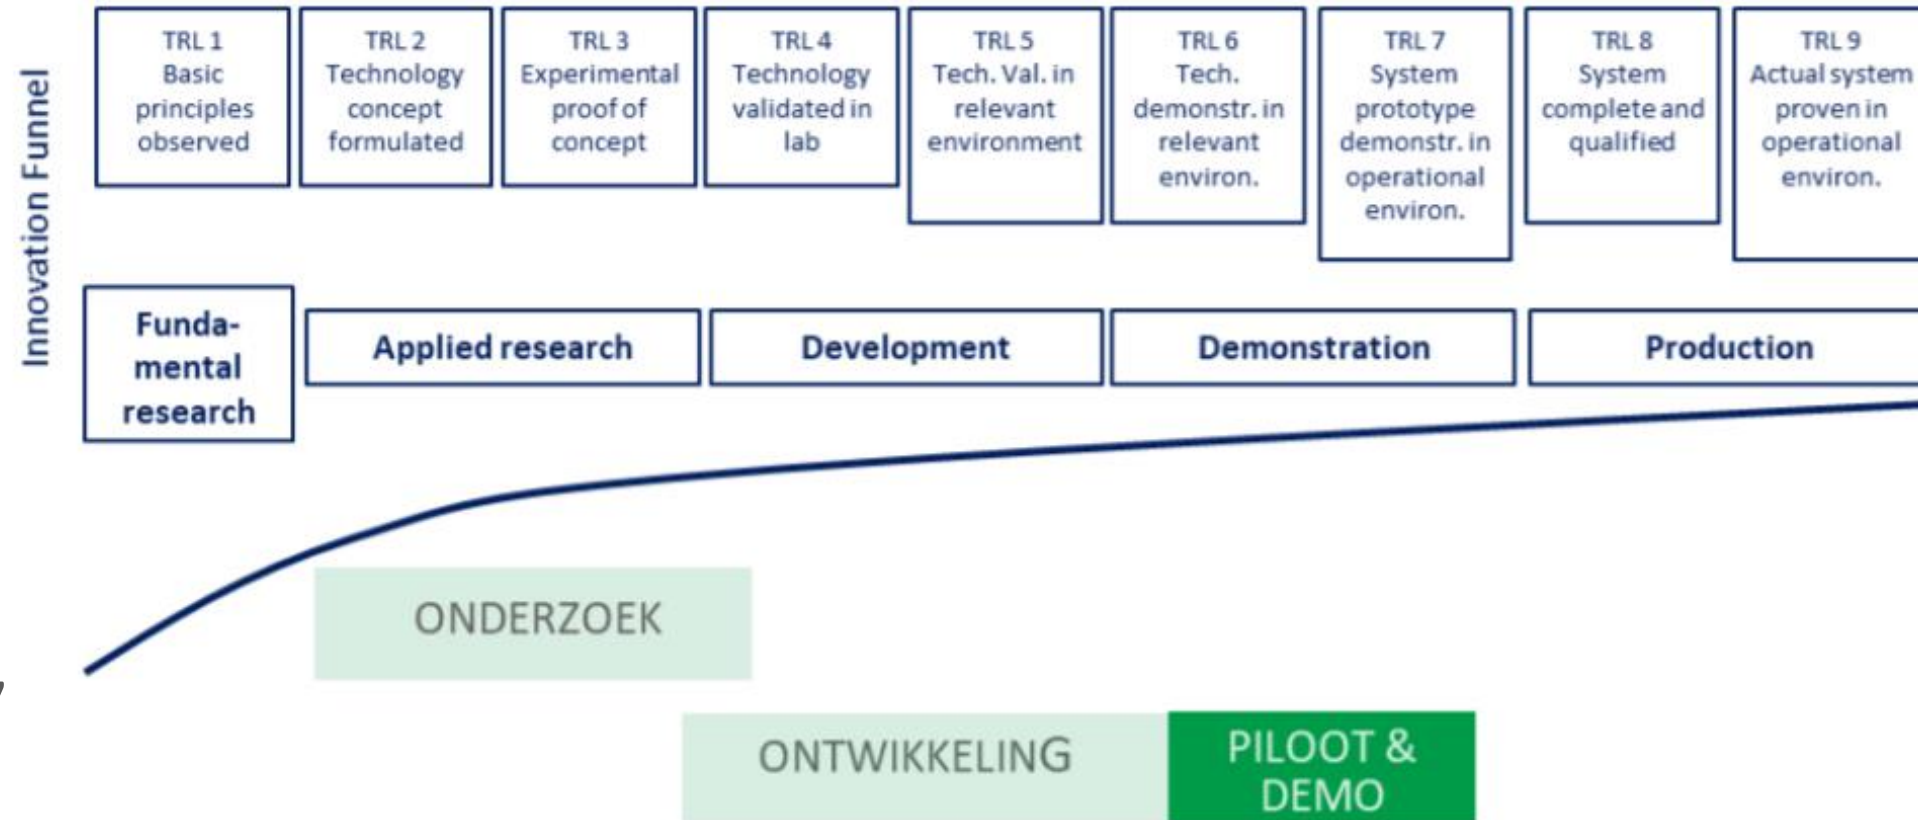 Innovation Funnel
TRL 1
Basic
principles
observed
TRL 2
Technology
concept
formulated
TRL 3
Experimental
proof of
concept
TRL 4
Technology
validated in
lab
TRL 5
Tech. Val. in
relevant
environment
TRL 6
Tech.
demonstr. in
relevant
environ.
TRL 7
System
prototype
demonstr. in
operational
environ.
TRL 8
System
complete and
qualified
TRL 9
Actual system
proven in
operational
environ.
Funda-
mental
research
Applied research
Development
Demonstration
Production
ONDERZOEK
ONTWIKKELING
PILOOT &
DEMO